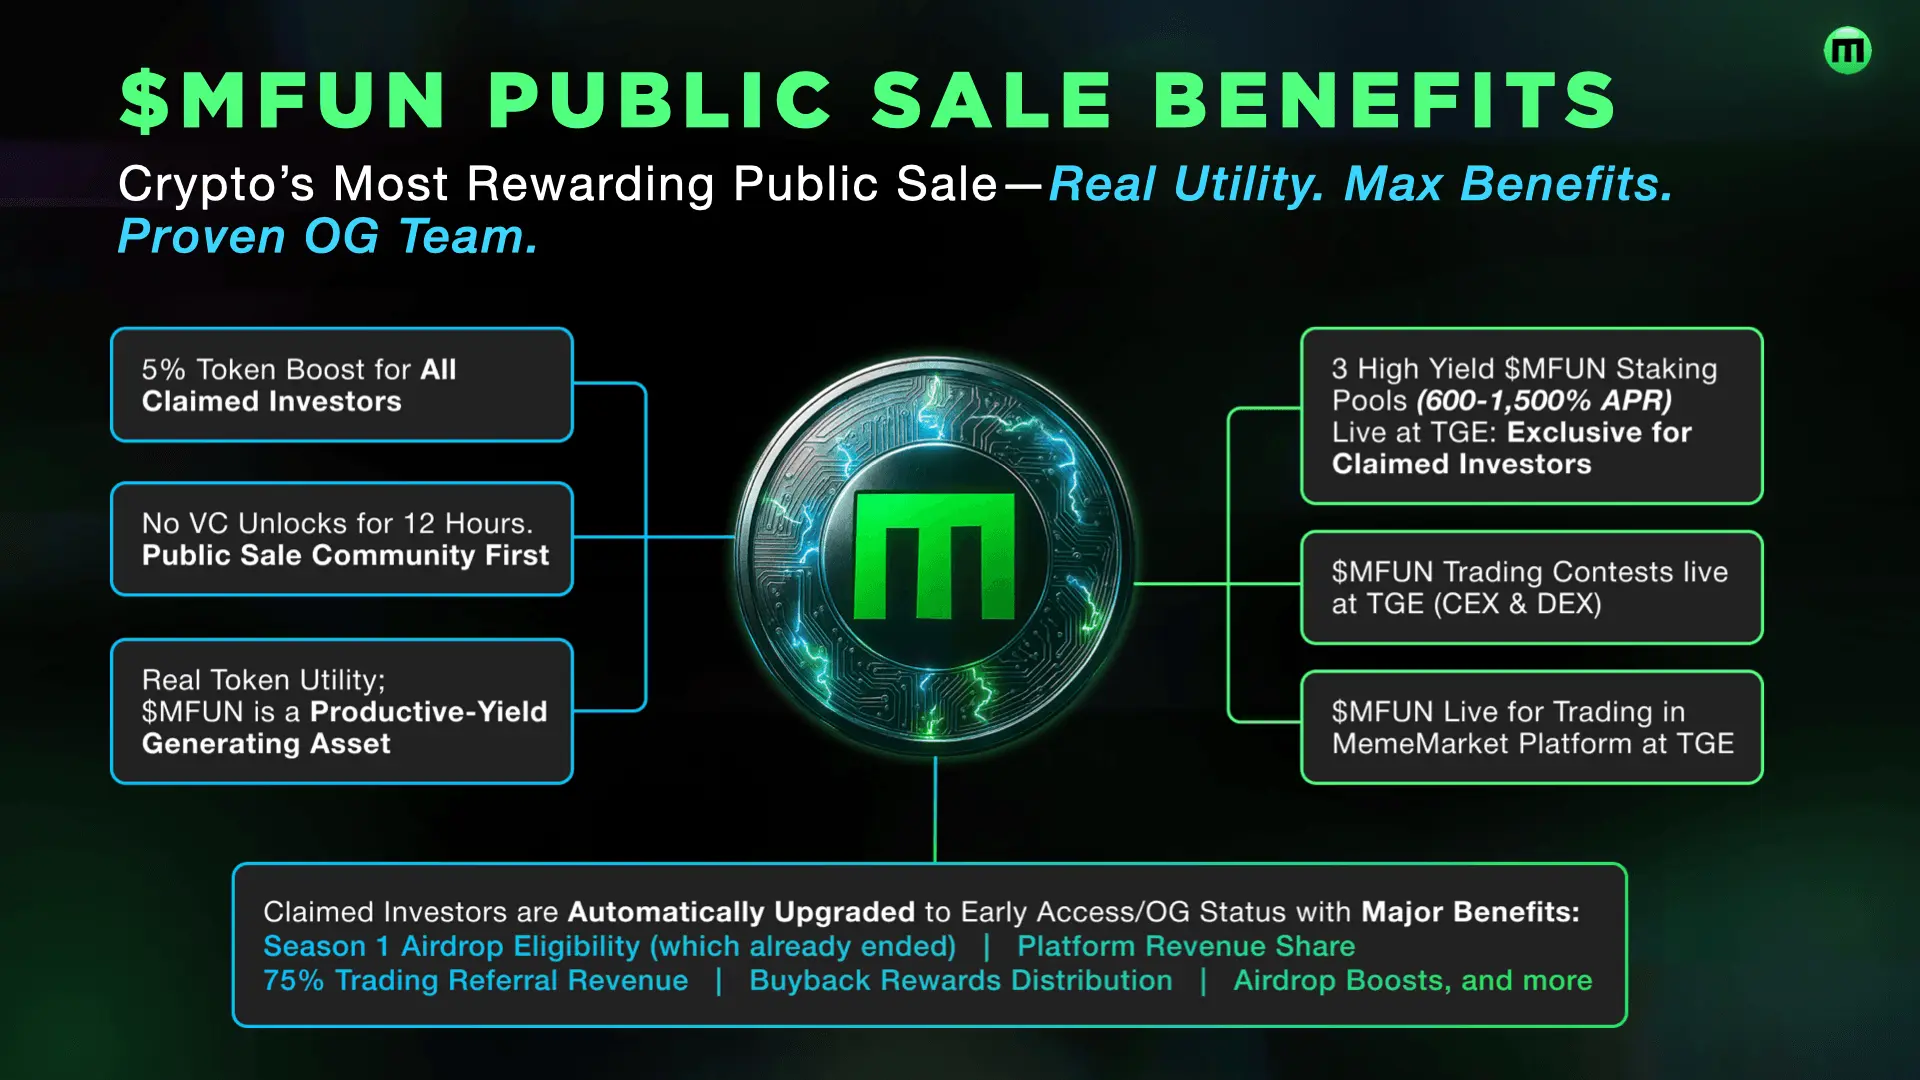 $MFUN PUBLIC SALE BENEFITS
Crypto’s Most Rewarding Public Sale—Real Utility. Max Benefits.
Proven OG Team.
5% Token Boost for All
Claimed Investors
No VC Unlocks for 12 Hours.
Public Sale Community First
Real Token Utility;
$MFUN is a Productive-Yield
Generating Asset
3 High Yield $MFUN Staking
Pools (600-1,500% APR)
Live at TGE: Exclusive for
Claimed Investors
$MFUN Trading Contests live
at TGE (CEX & DEX)
$MFUN Live for Trading in
MemeMarket Platform at TGE
Claimed Investors are Automatically Upgraded to Early Access/OG Status with Major Benefits:
Season 1 Airdrop Eligibility (which already ended) | Platform Revenue Share
75% Trading Referral Revenue | Buyback Rewards Distribution | Airdrop Boosts, and more